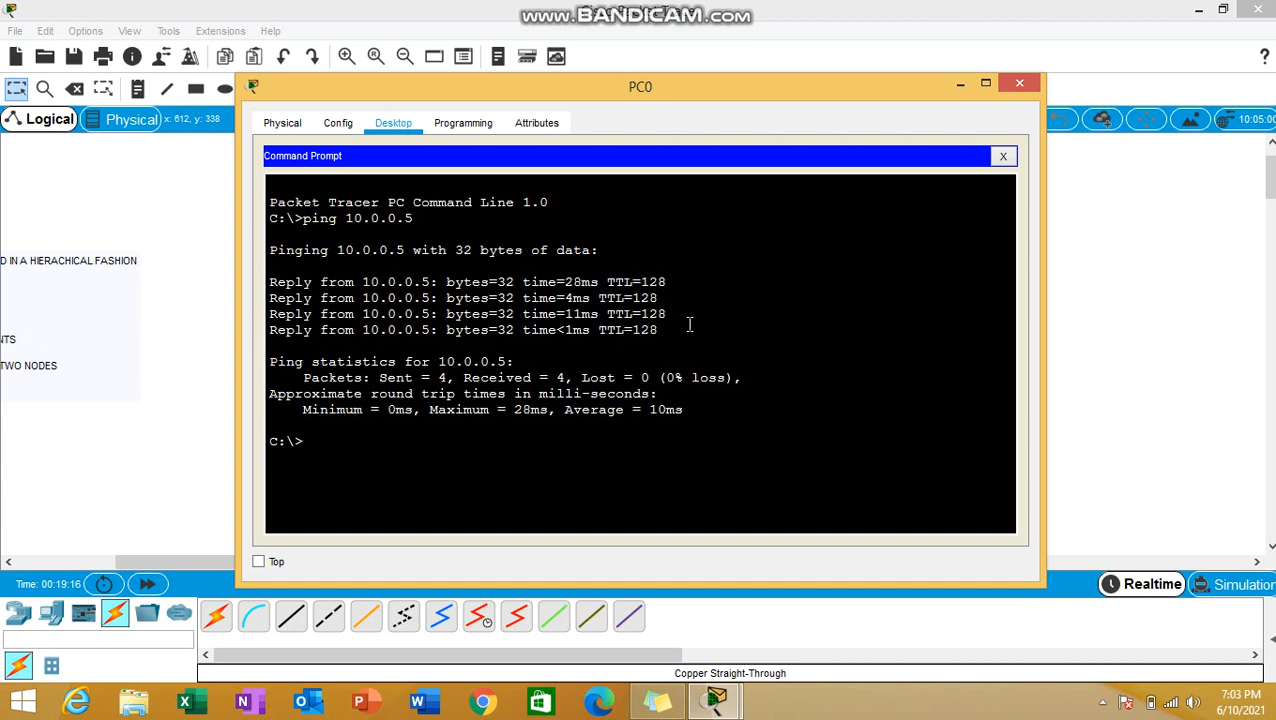 www.BANDICAM.com
File Edit Options View Tools Extensions Help
?
PC0
Logical
Physical
x: 612, y: 338
10:05:00
Physical Config Desktop Programming Attributes
Command Prompt
X
Packet Tracer PC Command Line 1.0
C:\>ping 10.0.0.5
Pinging 10.0.0.5 with 32 bytes of data:
Reply from 10.0.0.5: bytes=32 time=28ms TTL=128
Reply from 10.0.0.5: bytes=32 time=4ms TTL=128
Reply from 10.0.0.5: bytes=32 time=11ms TTL=128
Reply from 10.0.0.5: bytes=32 time<1ms TTL=128
Ping statistics for 10.0.0.5:
Packets: Sent = 4, Received = 4, Lost = 0 (0% loss),
Approximate round trip times in milli-seconds:
Minimum = 0ms, Maximum = 28ms, Average = 10ms
C:\>
D IN A HIERACHICAL FASHION
NTS
TWO NODES
Top
Time: 00:19:16
Realtime
Simulation
Copper Straight-Through
7:03 PM
6/10/2021